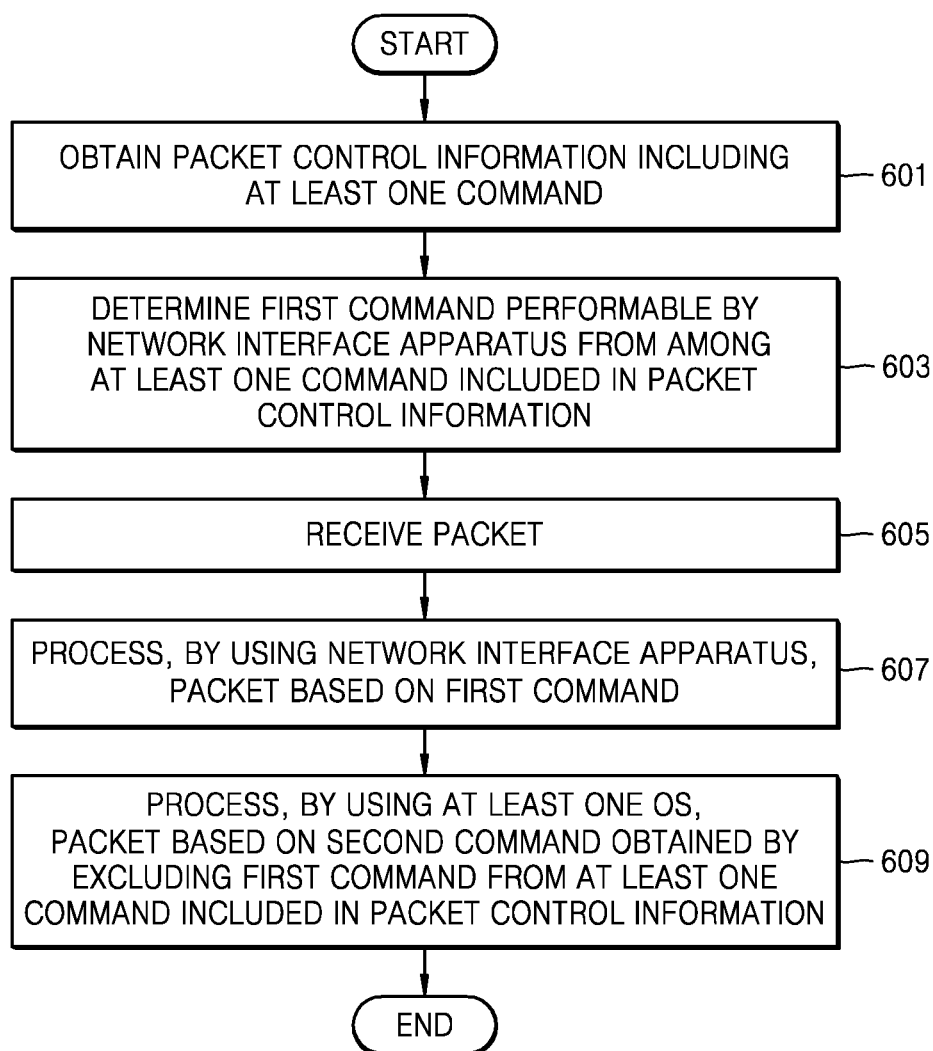 START
OBTAIN PACKET CONTROL INFORMATION INCLUDING
AT LEAST ONE COMMAND
601
DETERMINE FIRST COMMAND PERFORMABLE BY
NETWORK INTERFACE APPARATUS FROM AMONG
AT LEAST ONE COMMAND INCLUDED IN PACKET
CONTROL INFORMATION
603
RECEIVE PACKET
605
PROCESS, BY USING NETWORK INTERFACE APPARATUS,
PACKET BASED ON FIRST COMMAND
607
PROCESS, BY USING AT LEAST ONE OS,
PACKET BASED ON SECOND COMMAND OBTAINED BY
EXCLUDING FIRST COMMAND FROM AT LEAST ONE
COMMAND INCLUDED IN PACKET CONTROL INFORMATION
609
END